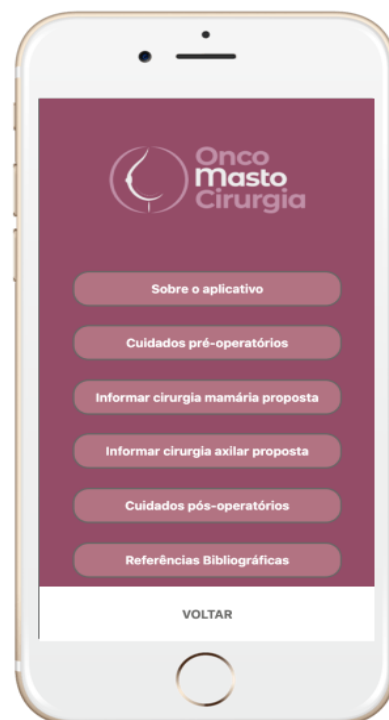 Onco
Masto
Cirurgia
Sobre o aplicativo
Cuidados pré-operatórios
Informar cirurgia mamária proposta
Informar cirurgia axilar proposta
Cuidados pós-operatórios
Referências Bibliográficas
VOLTAR